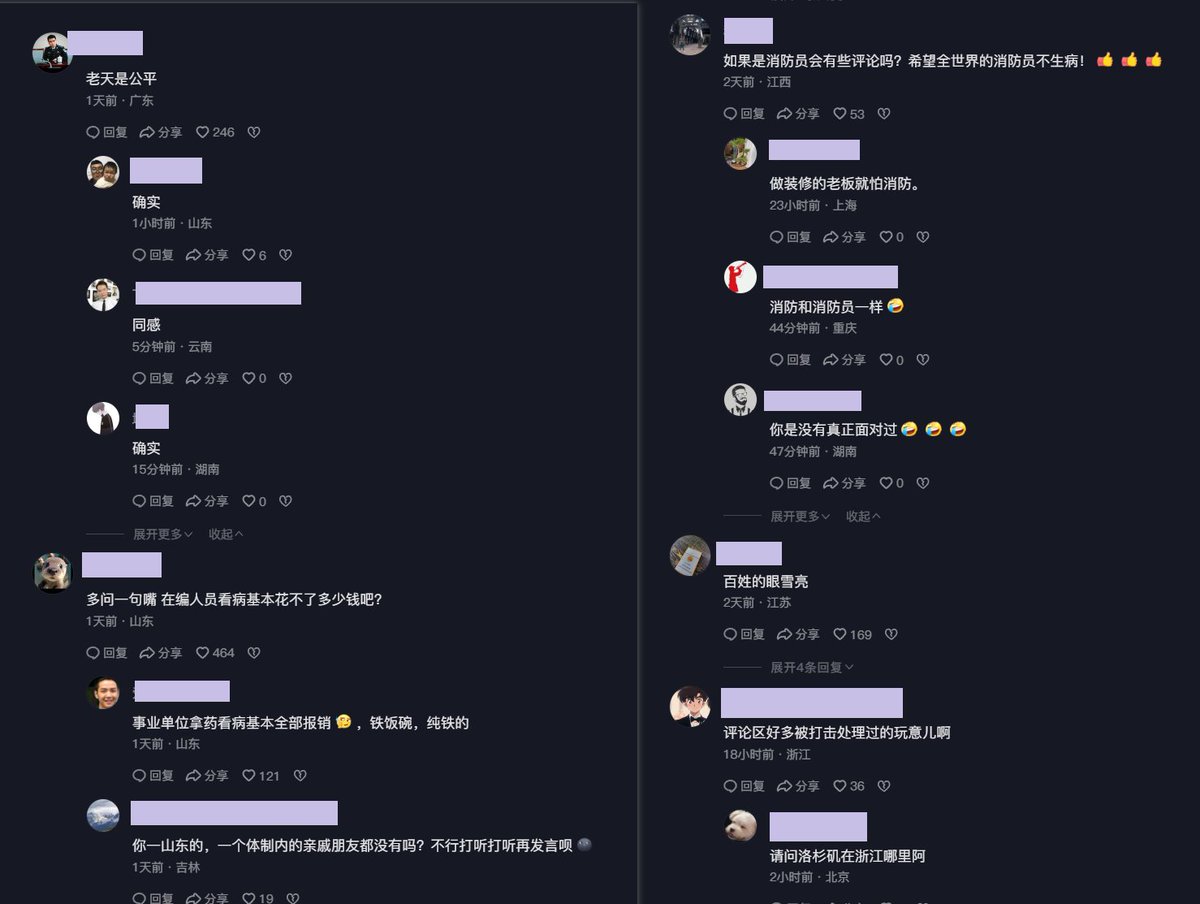 老天是公平
1天前 · 广东
回复 分享 246
确实
1小时前 · 山东
回复 分享 6
同感
5分钟前 · 云南
回复 分享 0
确实
15分钟前 · 湖南
回复 分享 0
展开更多 收起
多问一句嘴 在编人员看病基本花不了多少钱吧?
1天前 · 山东
回复 分享 464
事业单位拿药看病基本全部报销🤔，铁饭碗，纯铁的
1天前 · 山东
回复 分享 121
你一山东的，一个体制内的亲戚朋友都没有吗？不行打听打听再发言呗🌚
1天前 · 吉林
回复 分享 19
如果是消防员会有些评论吗？希望全世界的消防员不生病！👍👍👍
2天前 · 江西
回复 分享 53
做装修的老板就怕消防。
23小时前 · 上海
回复 分享 0
消防和消防员一样🤣
44分钟前 · 重庆
回复 分享 0
你是没有真正面对过🤣🤣🤣
47分钟前 · 湖南
回复 分享 0
展开更多 收起
百姓的眼雪亮
2天前 · 江苏
回复 分享 169
展开4条回复
评论区好多被打击处理过的玩意儿啊
18小时前 · 浙江
回复 分享 36
请问洛杉矶在浙江哪里阿
2小时前 · 北京